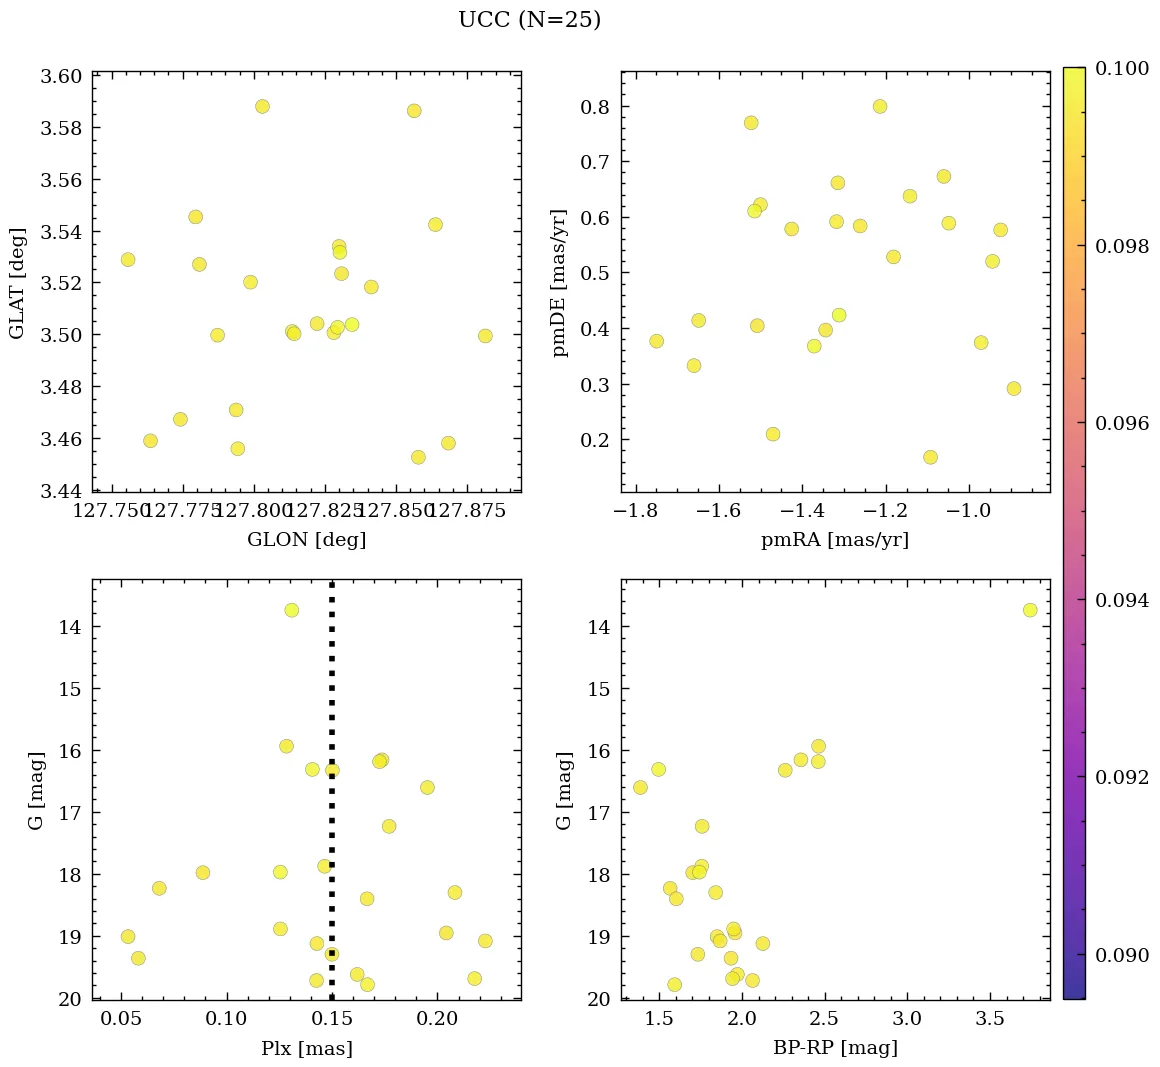 UCC (N=25)
3.60
3.58
3.56
3.54
3.52
3.50
3.48
3.46
3.44
GLAT [deg]
127.750 127.775 127.800 127.825 127.850 127.875
GLON [deg]
0.8
0.7
0.6
0.5
0.4
0.3
0.2
pmDE [mas/yr]
−1.8 −1.6 −1.4 −1.2 −1.0
pmRA [mas/yr]
14
15
16
17
18
19
20
G [mag]
0.05 0.10 0.15 0.20
Plx [mas]
14
15
16
17
18
19
20
G [mag]
1.5 2.0 2.5 3.0 3.5
BP-RP [mag]
0.100
0.098
0.096
0.094
0.092
0.090